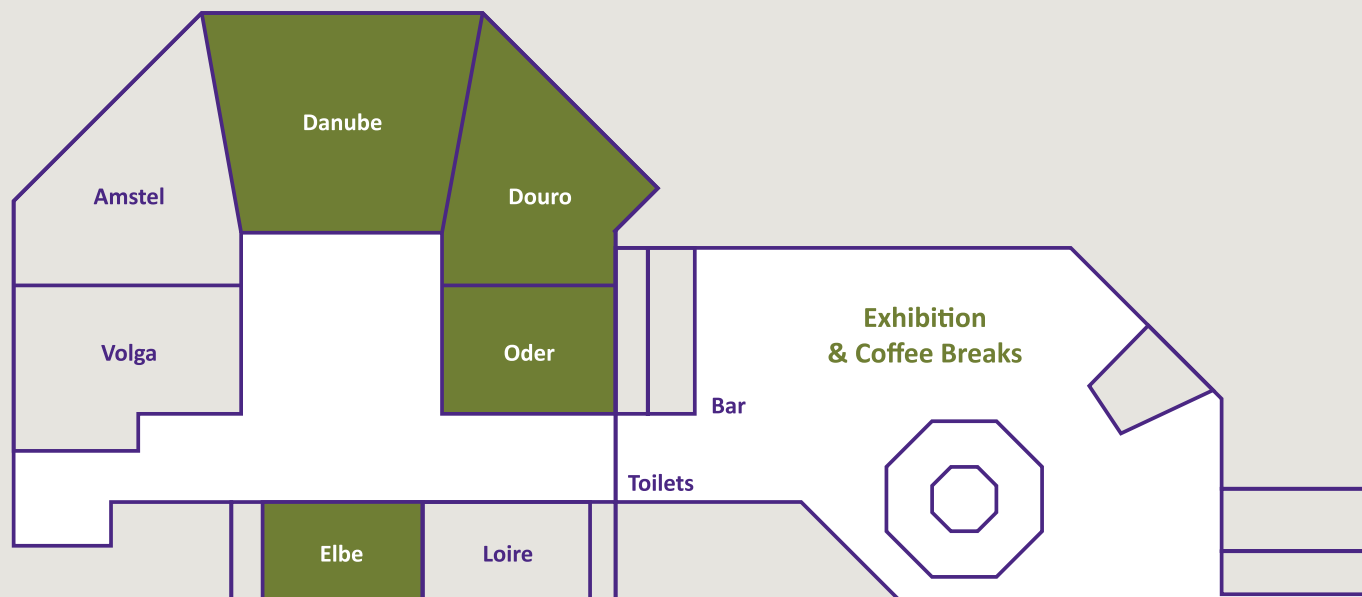 Danube
Amstel
Douro
Volga
Oder
Exhibition
& Coffee Breaks
Bar
Toilets
Elbe
Loire